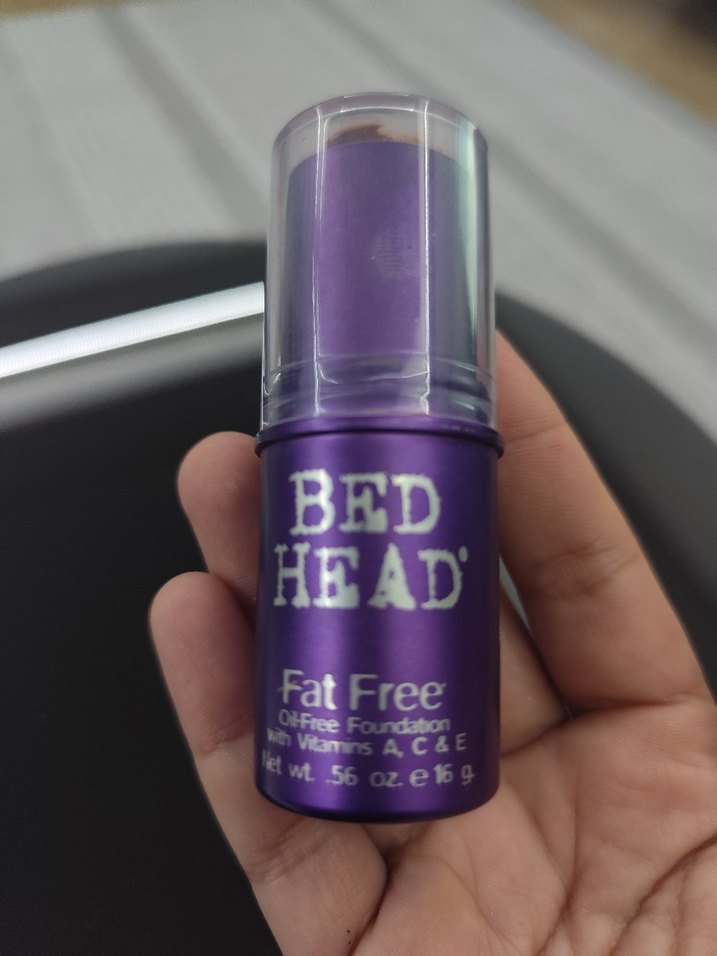 BED
HEAD®
Fat Free
Oil-Free Foundation
with Vitamins A, C & E
Net wt. .56 oz. e 16 g.